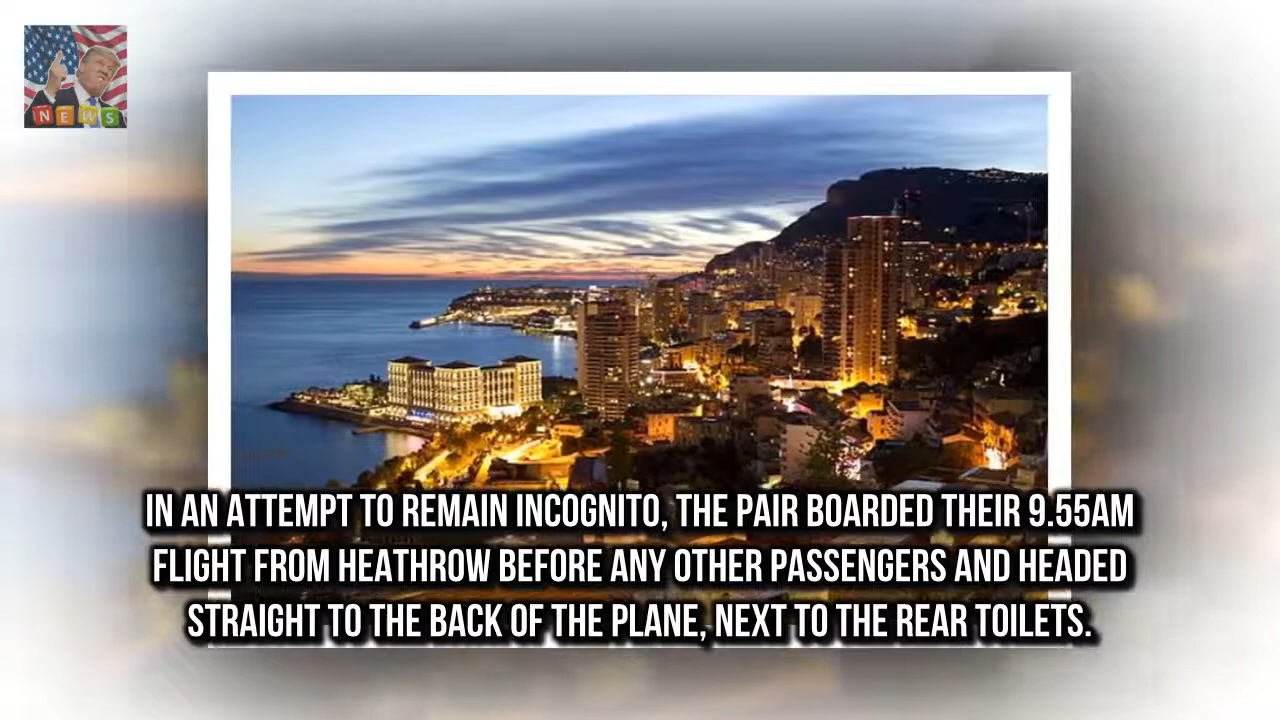 NEWS
IN AN ATTEMPT TO REMAIN INCOGNITO, THE PAIR BOARDED THEIR 9.55AM
FLIGHT FROM HEATHROW BEFORE ANY OTHER PASSENGERS AND HEADED
STRAIGHT TO THE BACK OF THE PLANE, NEXT TO THE REAR TOILETS.